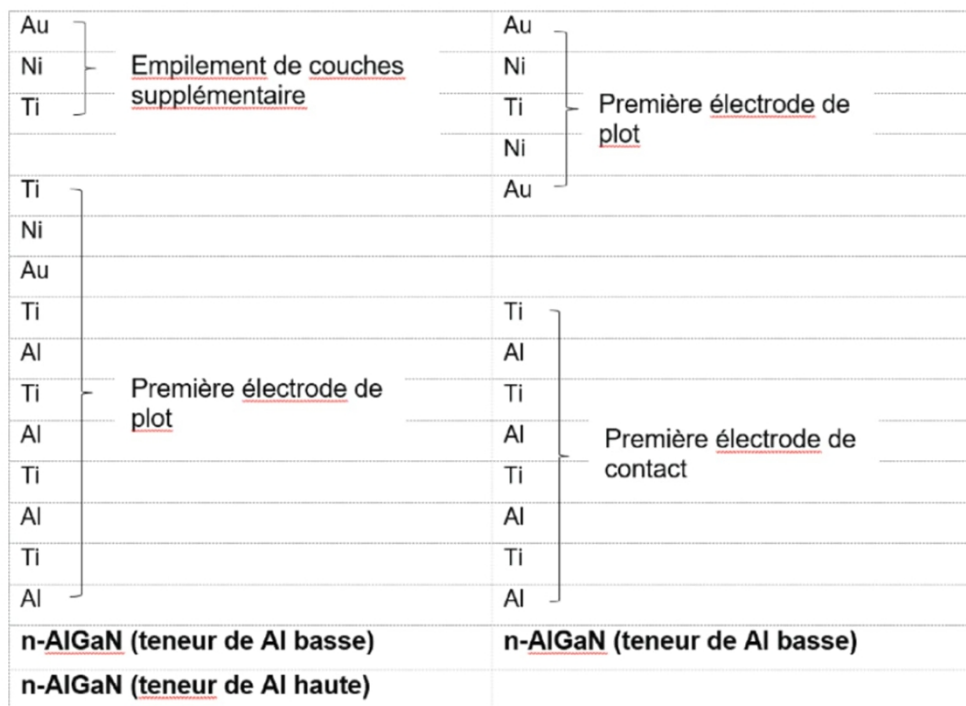 Au Au
Ni Empilement de couches Ni
Ti supplémentaire Ti Première électrode de
plot
Ni
Ti Au
Ni
Au
Ti Ti
Al Al
Ti Première électrode de Ti
plot
Al Al Première électrode de
Ti Ti contact
Al Al
Ti Ti
Al Al
n-AlGaN (teneur de Al basse) n-AlGaN (teneur de Al basse)
n-AlGaN (teneur de Al haute)